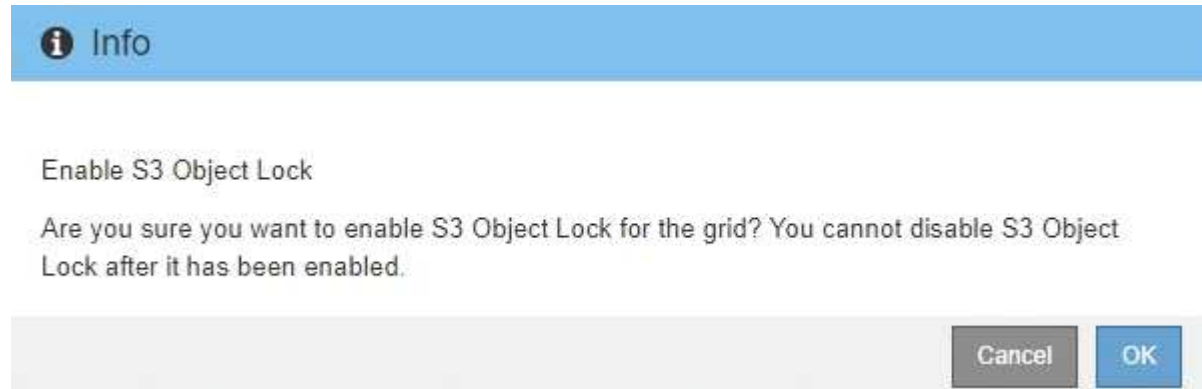 Info
Enable S3 Object Lock
Are you sure you want to enable S3 Object Lock for the grid? You cannot disable S3 Object
Lock after it has been enabled.
Cancel OK